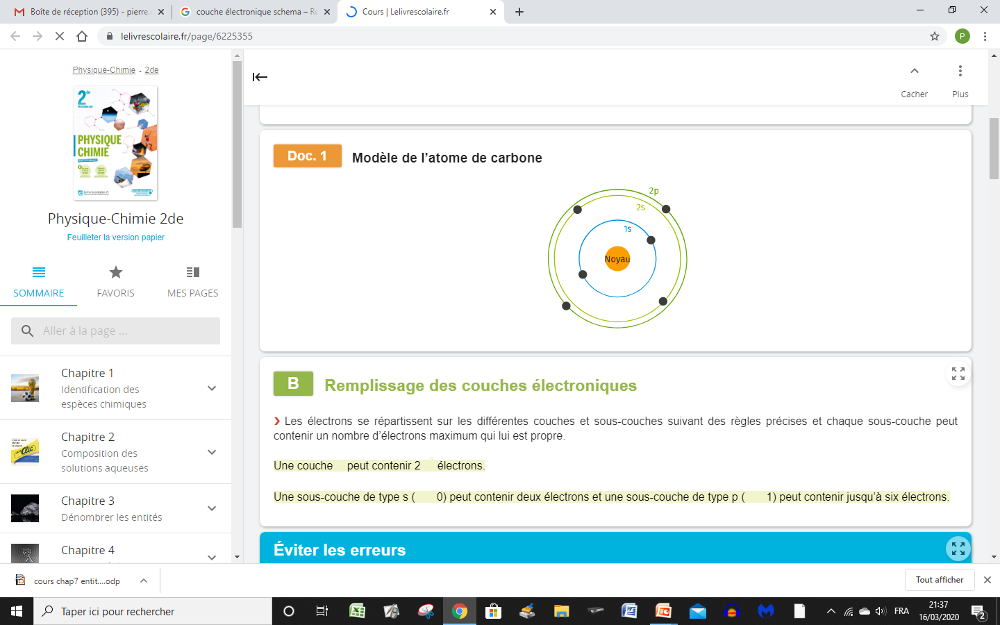 Boîte de réception (395) - pierre.
couche électronique schema – Re
Cours | Lelivrescolaire.fr
lelivrescolaire.fr/page/6225355
P
Physique-Chimie - 2de
2de
PHYSIQUE
CHIMIE
lelivrescolaire.fr
Physique-Chimie 2de
Feuilleter la version papier
SOMMAIRE
FAVORIS
MES PAGES
Aller à la page ...
Chapitre 1
Identification des
espèces chimiques
Chapitre 2
Composition des
solutions aqueuses
Chapitre 3
Dénombrer les entités
Chapitre 4
Cacher
Plus
Doc. 1 Modèle de l’atome de carbone
2p
2s
1s
Noyau
B Remplissage des couches électroniques
❯ Les électrons se répartissent sur les différentes couches et sous-couches suivant des règles précises et chaque sous-couche peut
contenir un nombre d’électrons maximum qui lui est propre.
Une couche peut contenir 2 électrons.
Une sous-couche de type s ( 0) peut contenir deux électrons et une sous-couche de type p ( 1) peut contenir jusqu’à six électrons.
Éviter les erreurs
cours chap7 entit....odp
Tout afficher
Taper ici pour rechercher
FRA
21:37
16/03/2020
2